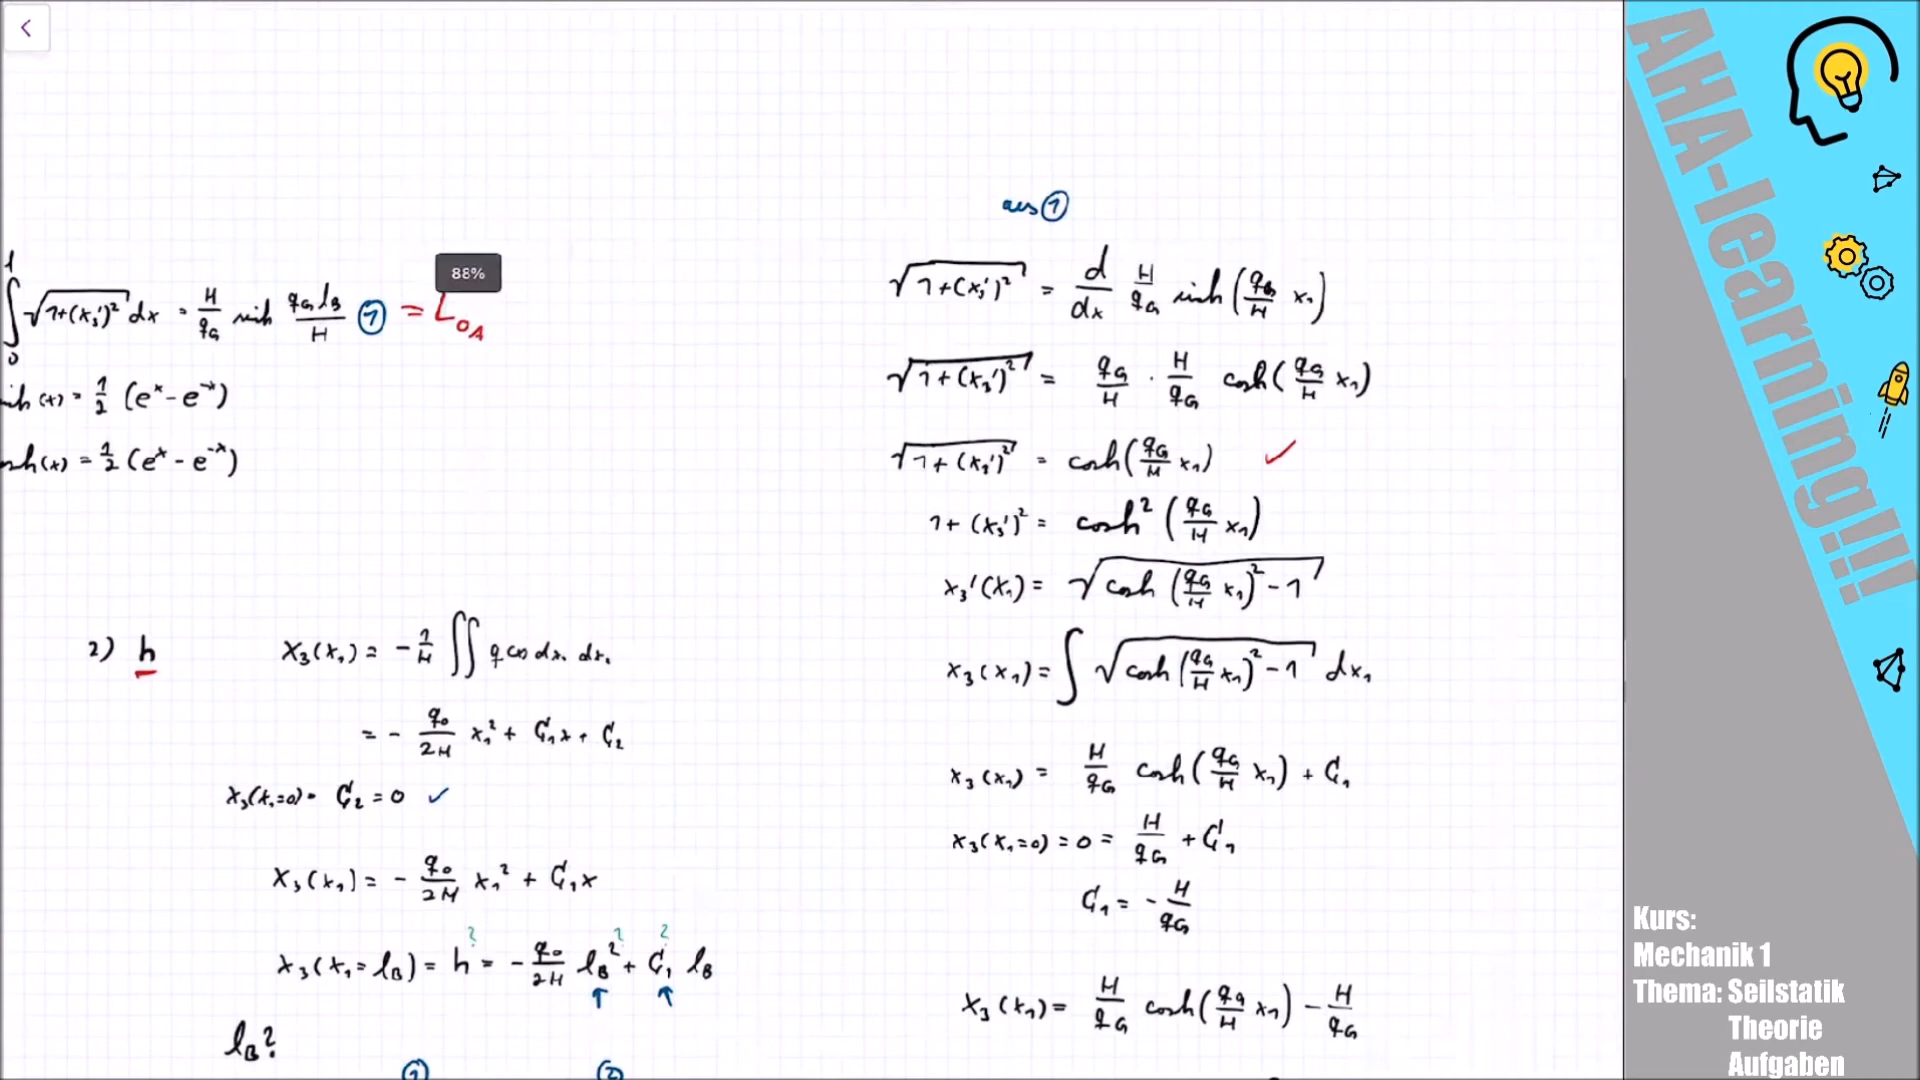 ∫₀¹ √(1+(x₃')²) dx = H/q_G sinh q_G l_B/H ① = L_OA
88%
inh(x) = 1/2 (eˣ - e⁻ˣ)
osh(x) = 1/2 (eˣ - e⁻ˣ)
2) h
x₃(x₁) = - 1/H ∬ q(x) dx₁ dx₁
= - q₀/2H x₁² + C₁x + C₂
x₃(x₁=0) = C₂ = 0 ✓
x₃(x₁) = - q₀/2H x₁² + C₁x
? ? ?
x₃(x₁=l_B) = h = - q₀/2H l_B² + C₁ l_B
↑ ↑
l_B?
① ②
aus ①
√(1+(x₃')²) = d/dx H/q_G sinh(q_G/H x₁)
√(1+(x₃')²) = q_G/H · H/q_G cosh(q_G/H x₁)
√(1+(x₃')²) = cosh(q_G/H x₁) ✓
1+(x₃')² = cosh²(q_G/H x₁)
x₃'(x₁) = √(cosh(q_G/H x₁)² - 1)
x₃(x₁) = ∫ √(cosh(q_G/H x₁)² - 1) dx₁
x₃(x₁) = H/q_G cosh(q_G/H x₁) + C₁
x₃(x₁=0) = 0 = H/q_G + C₁
C₁ = - H/q_G
x₃(x₁) = H/q_G cosh(q_G/H x₁) - H/q_G
AHA-learning!!!
Kurs:
Mechanik 1
Thema: Seilstatik
Theorie
Aufgaben